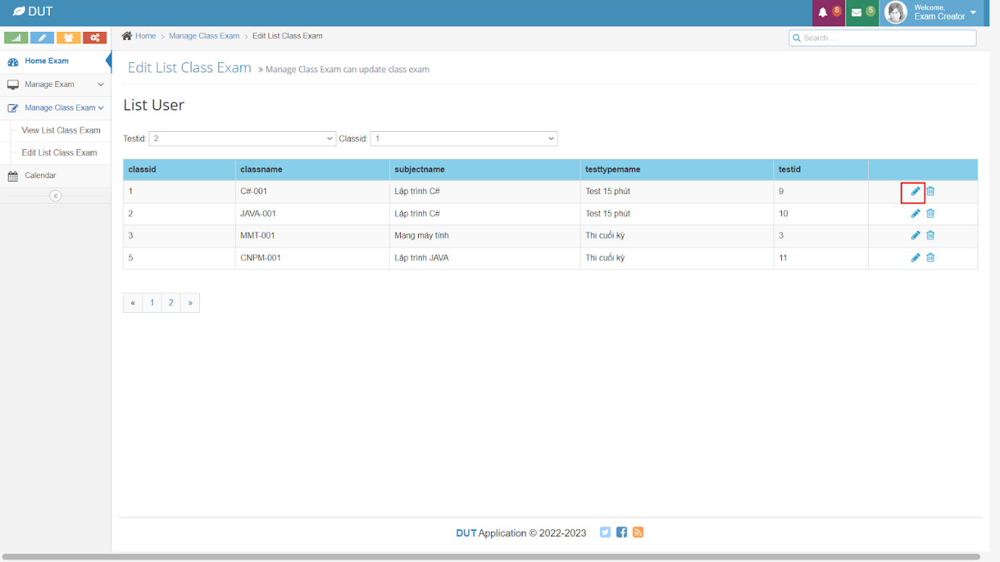 DUT
8
5
Welcome,
Exam Creator
Home > Manage Class Exam > Edit List Class Exam
Search ...
Home Exam
Manage Exam
Manage Class Exam
View List Class Exam
Edit List Class Exam
Calendar
Edit List Class Exam » Manage Class Exam can update class exam
List User
Testid: 2 Classid: 1
classid classname subjectname testtypemame testid
1 C#-001 Lập trình C# Test 15 phút 9
2 JAVA-001 Lập trình C# Test 15 phút 10
3 MMT-001 Mạng máy tính Thi cuối kỳ 3
5 CNPM-001 Lập trình JAVA Thi cuối kỳ 11
« 1 2 »
DUT Application © 2022-2023